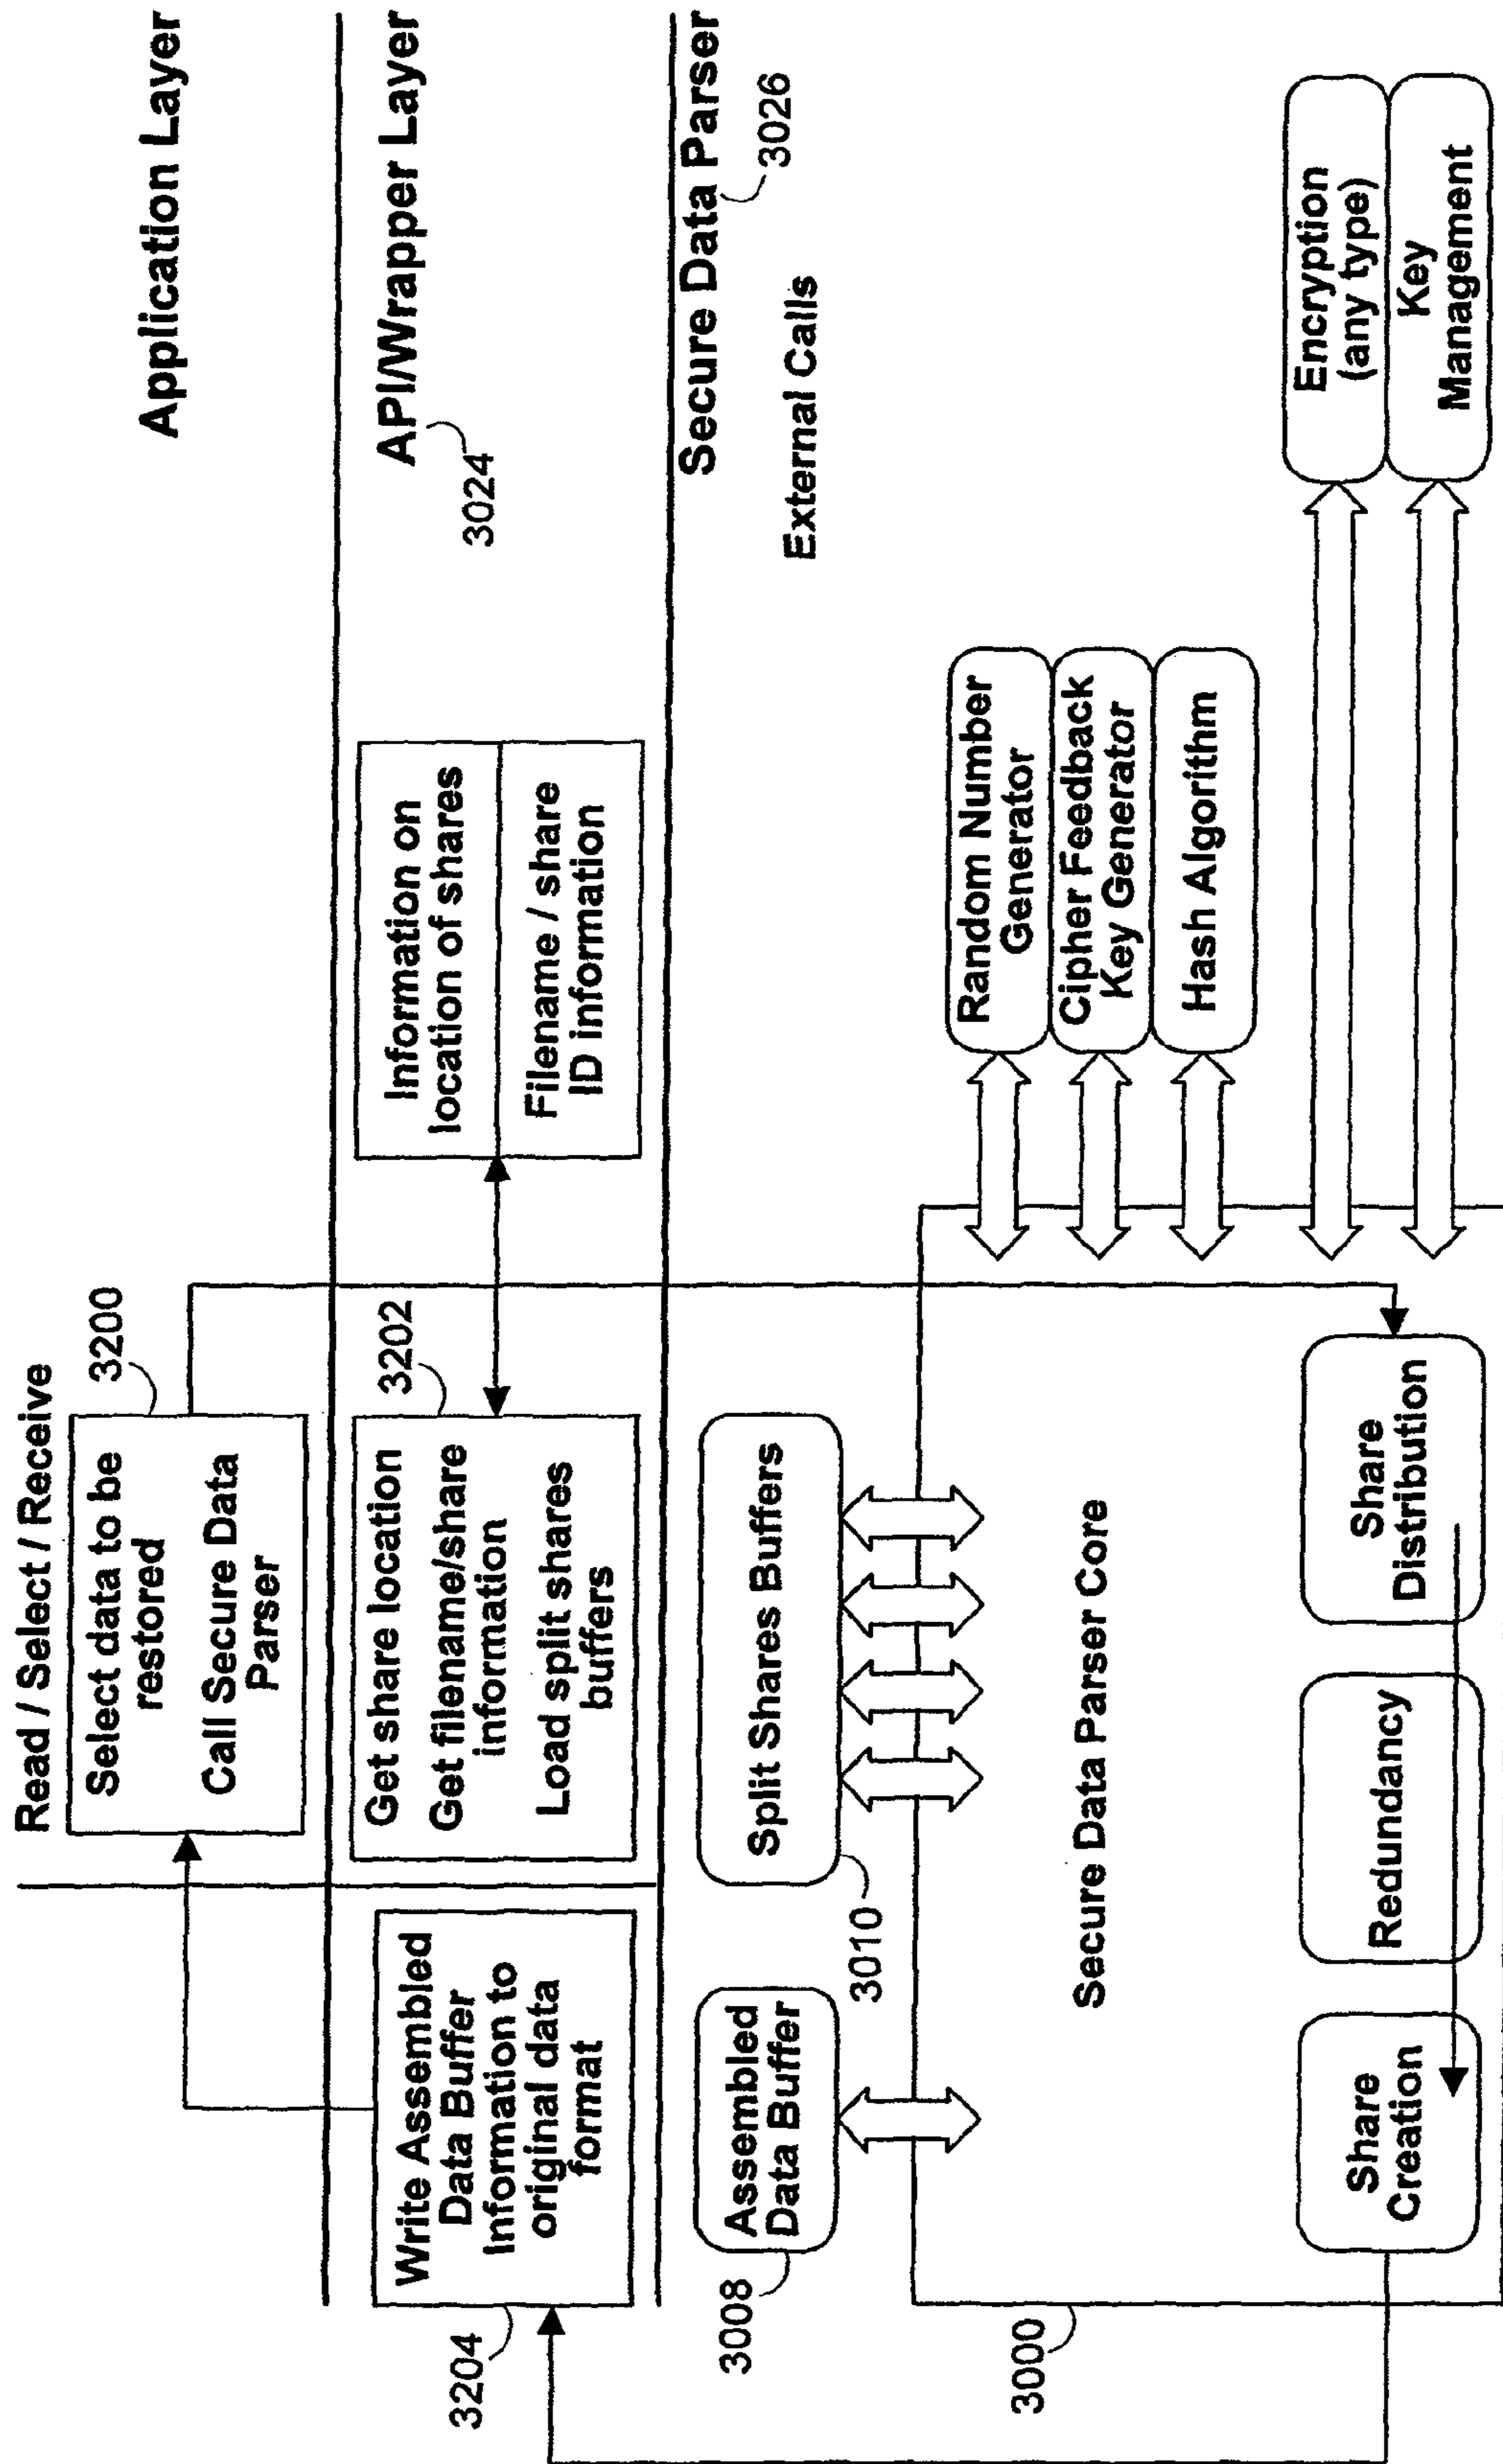 Read / Select / Receive
Application Layer
3200
Select data to be
restored
Call Secure Data
Parser
API/Wrapper Layer
3024
3204
Write Assembled
Data Buffer
Information to
original data
format
3202
Get share location
Get filename/share
information
Load split shares
buffers
Information on
location of shares
Filename / share
ID information
Secure Data Parser
3026
External Calls
3008
Assembled
Data Buffer
3010
Split Shares Buffers
3000
Secure Data Parser Core
Random Number
Generator
Cipher Feedback
Key Generator
Hash Algorithm
Share
Creation
Redundancy
Share
Distribution
Encryption
(any type)
Key
Management